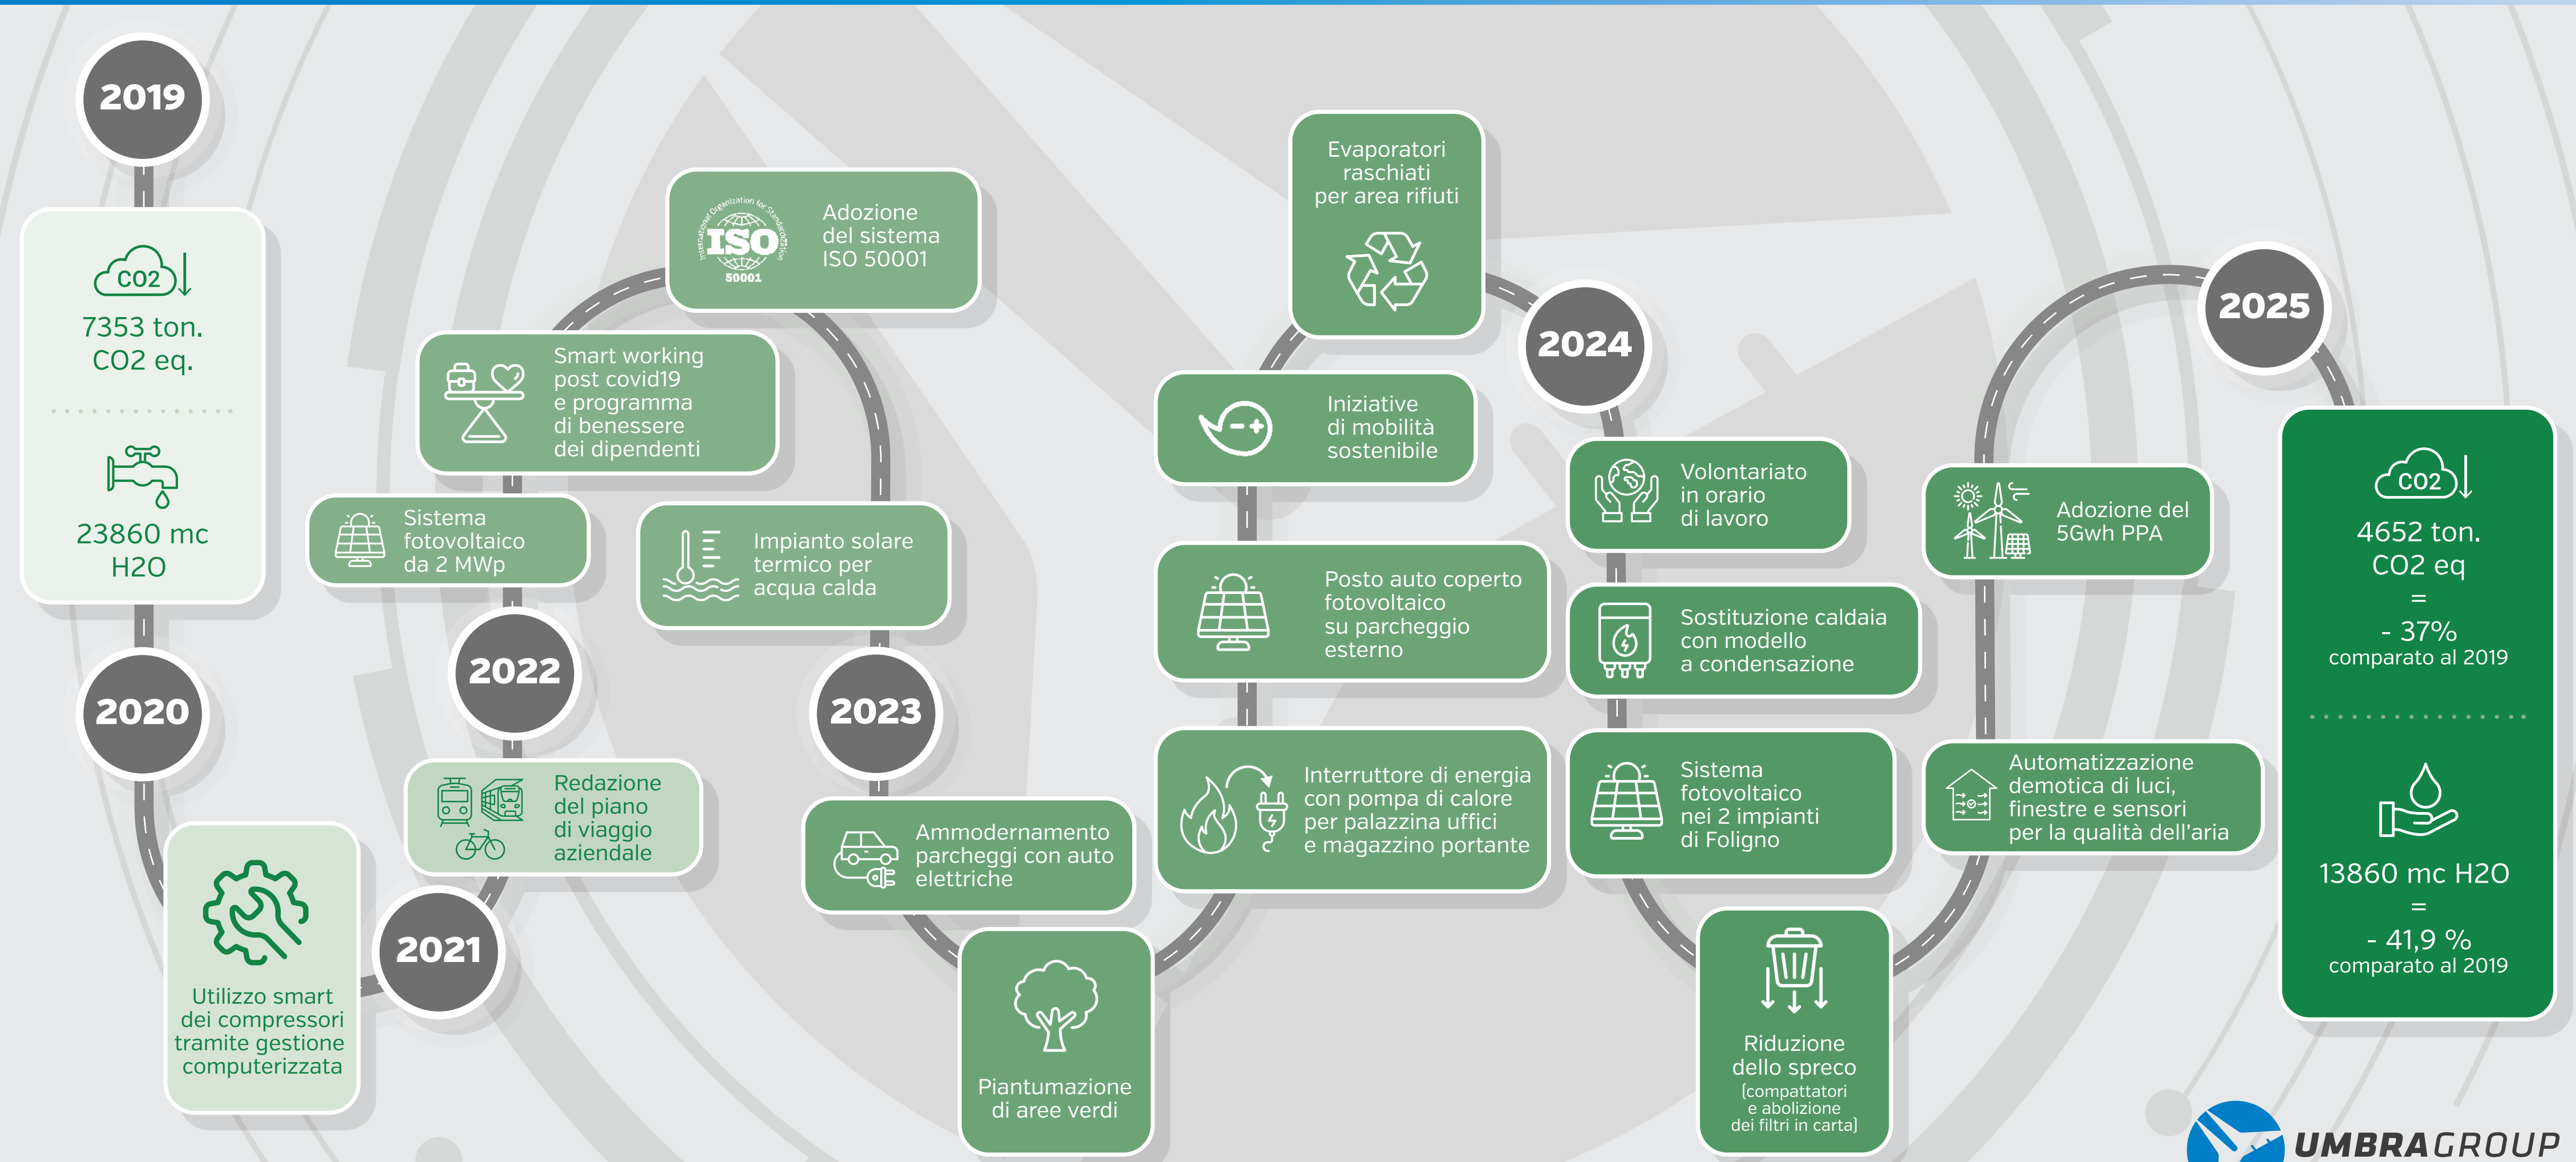 2019
CO2
7353 ton.
CO2 eq.
23860 mc
H2O
2020
Utilizzo smart
dei compressori
tramite gestione
computerizzata
2021
Redazione
del piano
di viaggio
aziendale
2022
Sistema
fotovoltaico
da 2 MWp
Smart working
post covid19
e programma
di benessere
dei dipendenti
International Organization for Standardization
ISO
50001
Adozione
del sistema
ISO 50001
Impianto solare
termico per
acqua calda
2023
Ammodernamento
parcheggi con auto
elettriche
Piantumazione
di aree verdi
Interruttore di energia
con pompa di calore
per palazzina uffici
e magazzino portante
Posto auto coperto
fotovoltaico
su parcheggio
esterno
Iniziative
di mobilità
sostenibile
Evaporatori
raschiati
per area rifiuti
2024
Volontariato
in orario
di lavoro
Sostituzione caldaia
con modello
a condensazione
Sistema
fotovoltaico
nei 2 impianti
di Foligno
Riduzione
dello spreco
(compattatori
e abolizione
dei filtri in carta)
Automatizzazione
demotica di luci,
finestre e sensori
per la qualità dell'aria
Adozione del
5Gwh PPA
2025
CO2
4652 ton.
CO2 eq
=
- 37%
comparato al 2019
13860 mc H2O
=
- 41,9 %
comparato al 2019
UMBRAGROUP